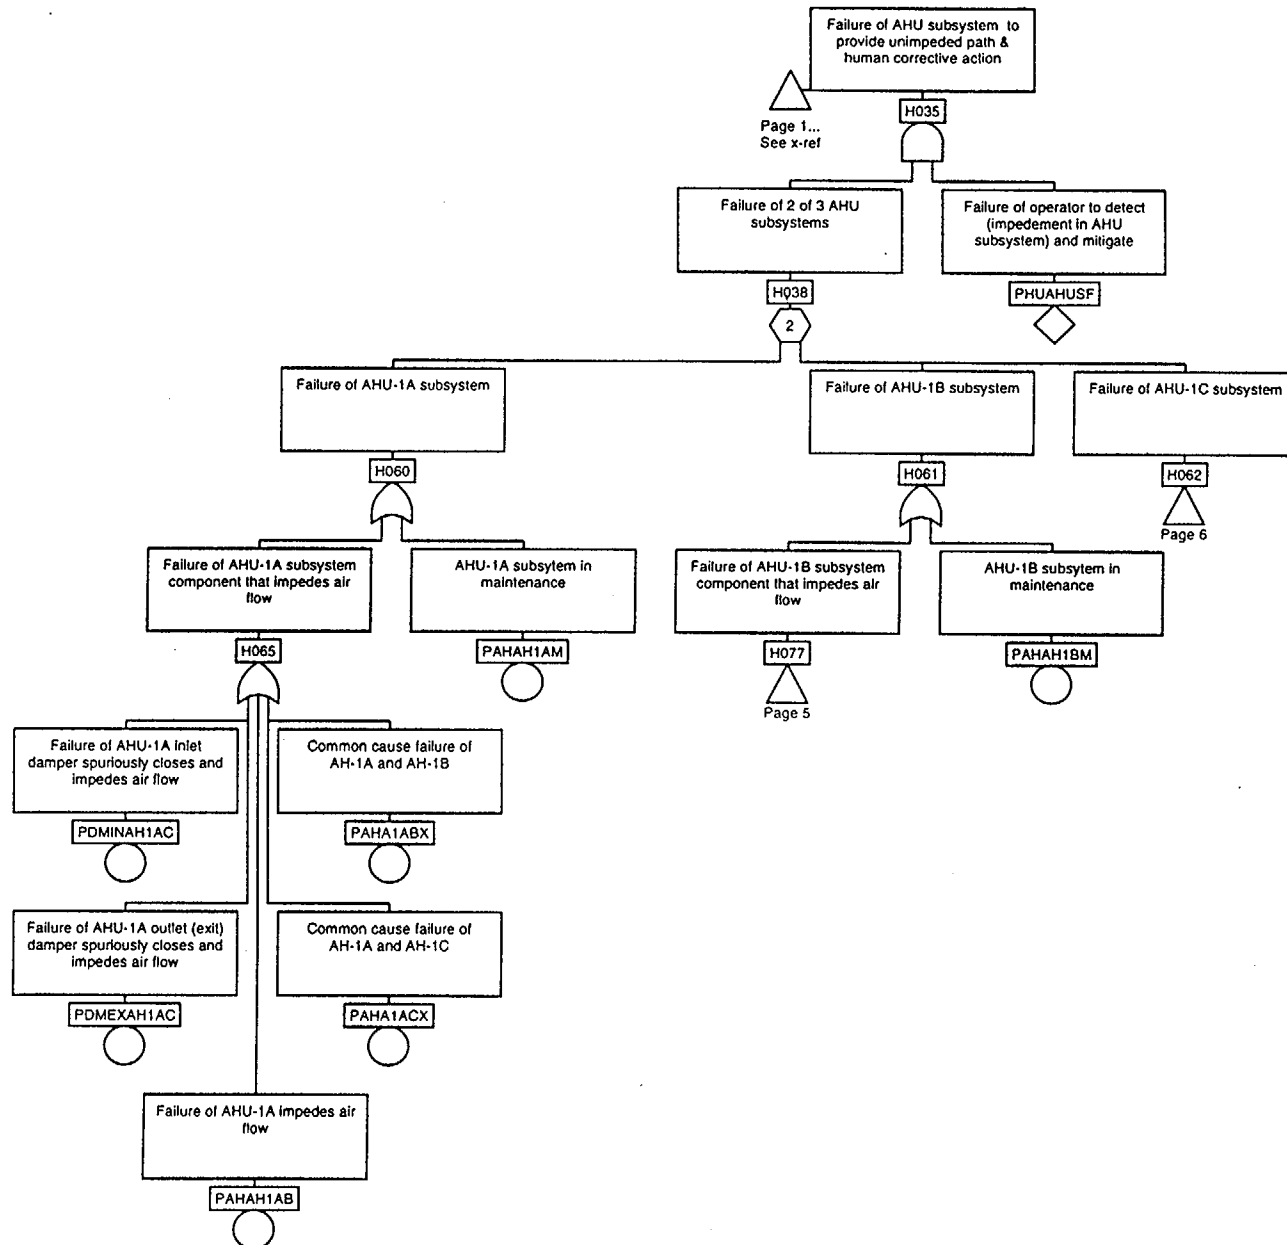 Failure of AHU subsystem to
provide unimpeded path &
human corrective action
H035
Page 1...
See x-ref
Failure of 2 of 3 AHU
subsystems
H038
2
Failure of operator to detect
(impedement in AHU
subsystem) and mitigate
PHUAHUSF
Failure of AHU-1A subsystem
H060
Failure of AHU-1B subsystem
H061
Failure of AHU-1C subsystem
H062
Page 6
Failure of AHU-1A subsystem
component that impedes air
flow
H065
AHU-1A subsytem in
maintenance
PAHAH1AM
Failure of AHU-1B subsystem
component that impedes air
flow
H077
Page 5
AHU-1B subsytem in
maintenance
PAHAH1BM
Failure of AHU-1A inlet
damper spuriously closes and
impedes air flow
PDMINAH1AC
Common cause failure of
AH-1A and AH-1B
PAHA1ABX
Failure of AHU-1A outlet (exit)
damper spuriously closes and
impedes air flow
PDMEXAH1AC
Common cause failure of
AH-1A and AH-1C
PAHA1ACX
Failure of AHU-1A impedes air
flow
PAHAH1AB